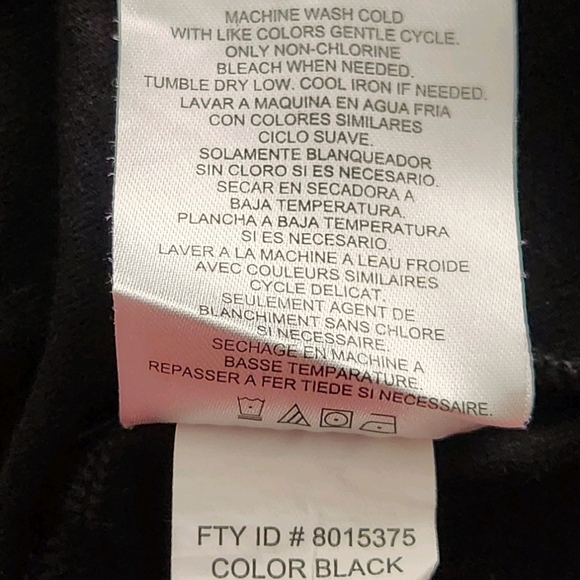 MACHINE WASH COLD
WITH LIKE COLORS GENTLE CYCLE.
ONLY NON-CHLORINE
BLEACH WHEN NEEDED.
TUMBLE DRY LOW. COOL IRON IF NEEDED.
LAVAR A MAQUINA EN AGUA FRIA
CON COLORES SIMILARES
CICLO SUAVE.
SOLAMENTE BLANQUEADOR
SIN CLORO SI ES NECESARIO.
SECAR EN SECADORA A
BAJA TEMPERATURA.
PLANCHA A BAJA TEMPERATURA
SI ES NECESARIO.
LAVER A LA MACHINE A LEAU FROIDE
AVEC COULEURS SIMILAIRES
CYCLE DELICAT.
SEULEMENT AGENT DE
BLANCHIMENT SANS CHLORE
SI NECESSAIRE.
SECHAGE EN MACHINE A
BASSE TEMPARATURE.
REPASSER A FER TIEDE SI NECESSAIRE.
FTY ID # 8015375
COLOR BLACK